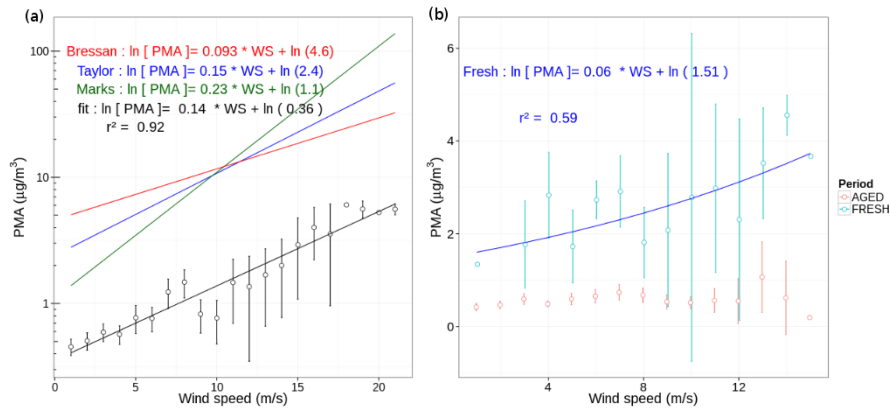 (a)
Bressan : ln [ PMA ]= 0.093 * WS + ln (4.6)
Taylor : ln [ PMA ]= 0.15 * WS + ln (2.4)
Marks : ln [ PMA ]= 0.23 * WS + ln (1.1)
fit : ln [ PMA ]= 0.14 * WS + ln ( 0.36 )
r² = 0.92
PMA (µg/m³)
100
10
1
0
5
10
15
20
Wind speed (m/s)
(b)
Fresh : ln [ PMA ]= 0.06 * WS + ln ( 1.51)
r² = 0.59
PMA (µg/m³)
6
4
2
0
4
8
12
Wind speed (m/s)
Period
AGED
FRESH